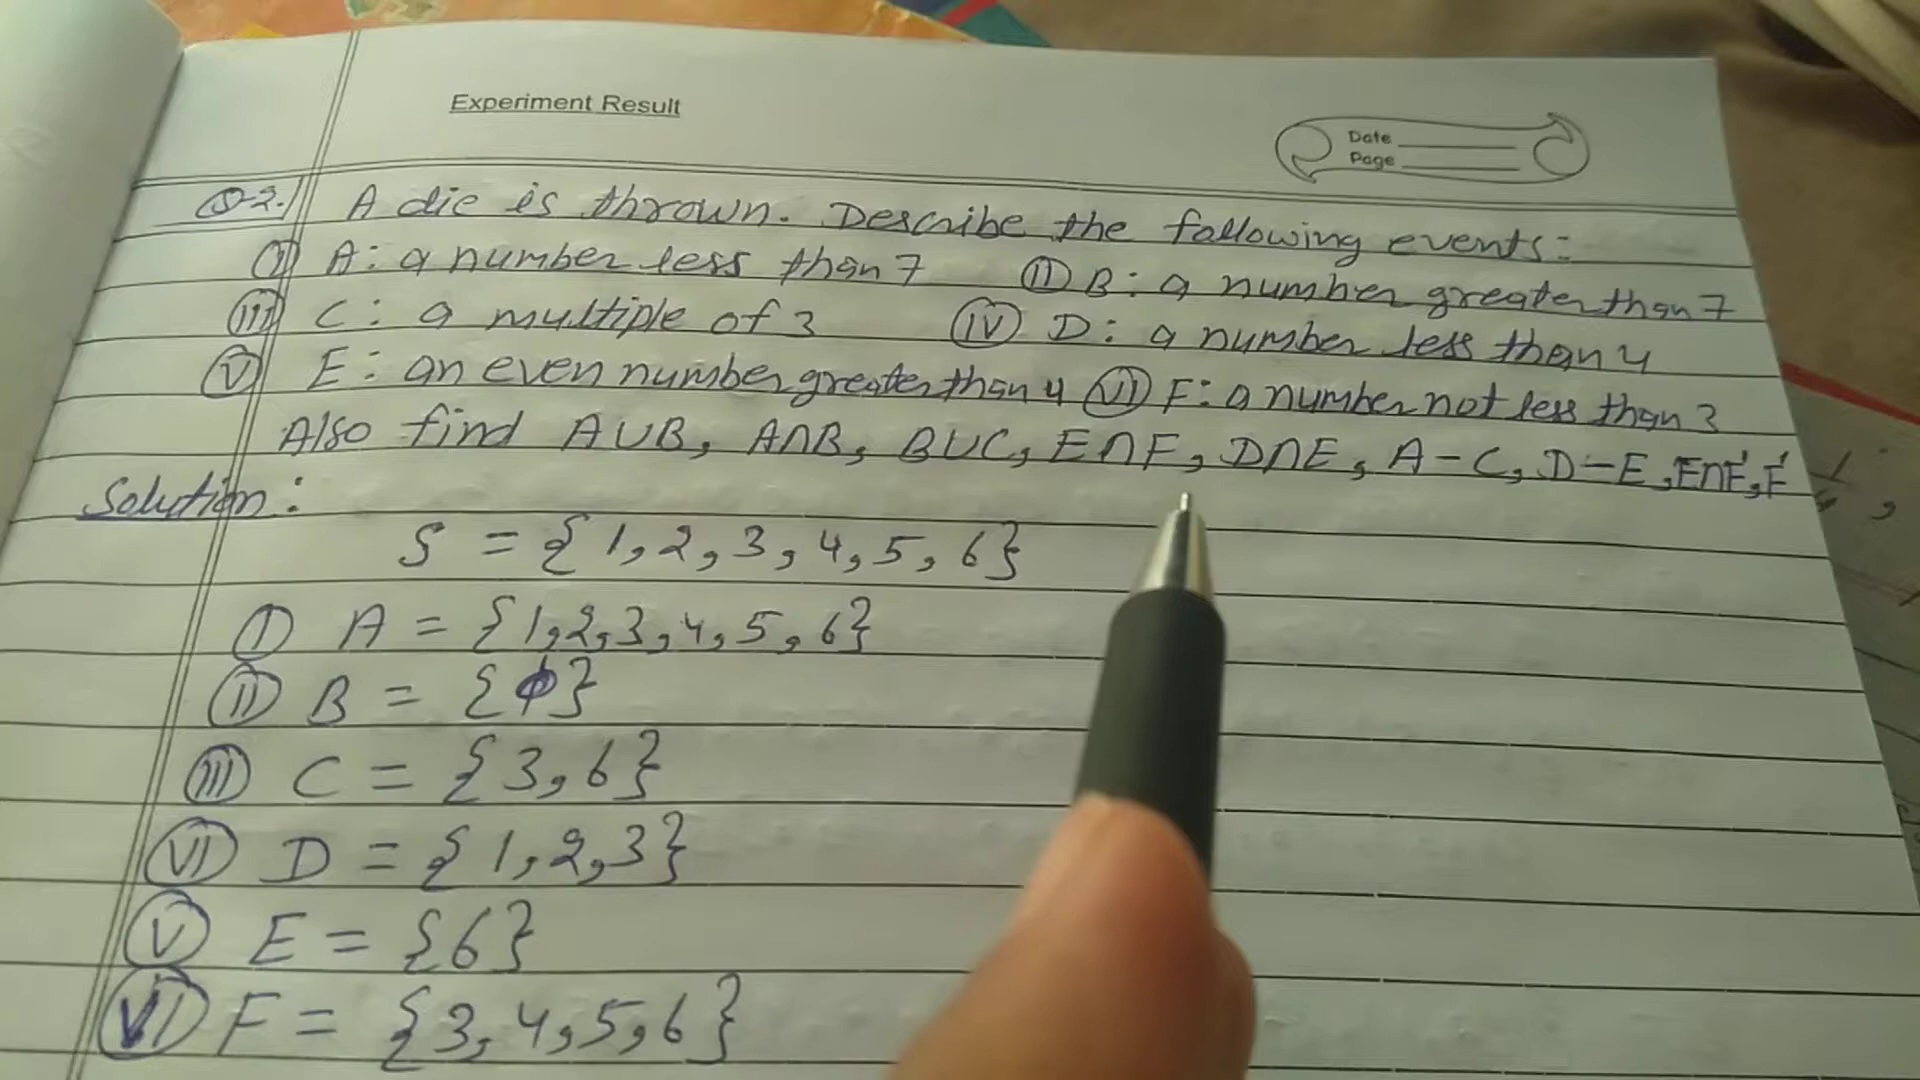 Experiment Result
Date
Page
Q-2. A die is thrown. Describe the following events:
(I) A: a number less than 7 (II) B: a number greater than 7
(III) C: a multiple of 3 (IV) D: a number less than 4
(V) E: an even number greater than 4 (VI) F: a number not less than 3
Also find A∪B, A∩B, B∪C, E∩F, D∩E, A-C, D-E, E∩F', F'
Solution:
S = {1,2,3,4,5,6}
(I) A = {1,2,3,4,5,6}
(II) B = {ϕ}
(III) C = {3,6}
(VI) D = {1,2,3}
(V) E = {6}
(VI) F = {3,4,5,6}